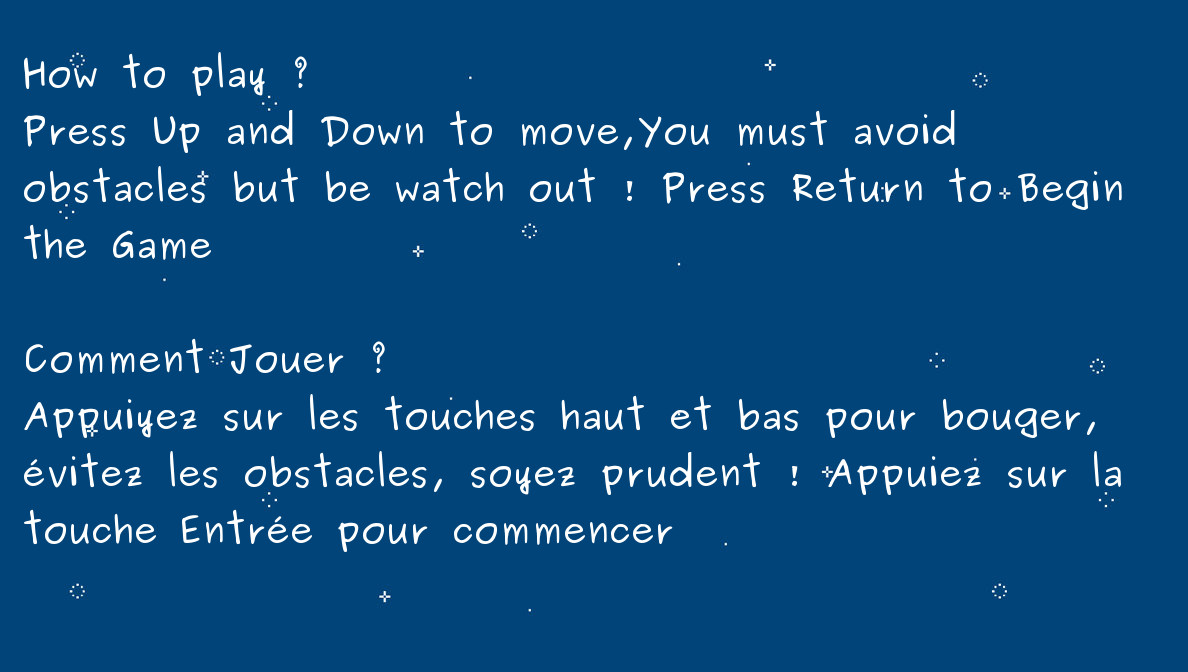 How to play ?
Press Up and Down to move,You must avoid
obstacles but be watch out ! Press Return to Begin
the Game
Comment Jouer ?
Appuiyez sur les touches haut et bas pour bouger,
évitez les obstacles, soyez prudent ! Appuiez sur la
touche Entrée pour commencer